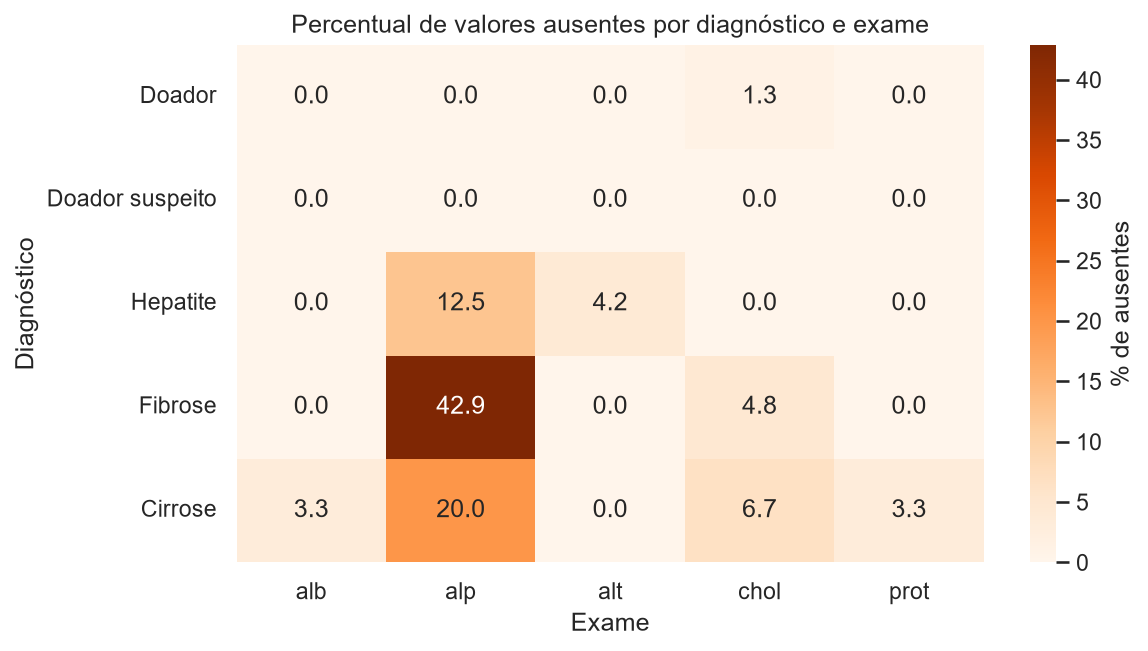 Percentual de valores ausentes por diagnóstico e exame
Diagnóstico
Doador 0.0 0.0 0.0 1.3 0.0
Doador suspeito 0.0 0.0 0.0 0.0 0.0
Hepatite 0.0 12.5 4.2 0.0 0.0
Fibrose 0.0 42.9 0.0 4.8 0.0
Cirrose 3.3 20.0 0.0 6.7 3.3
alb alp alt chol prot
Exame
40
35
30
25
20
15
10
5
0
% de ausentes